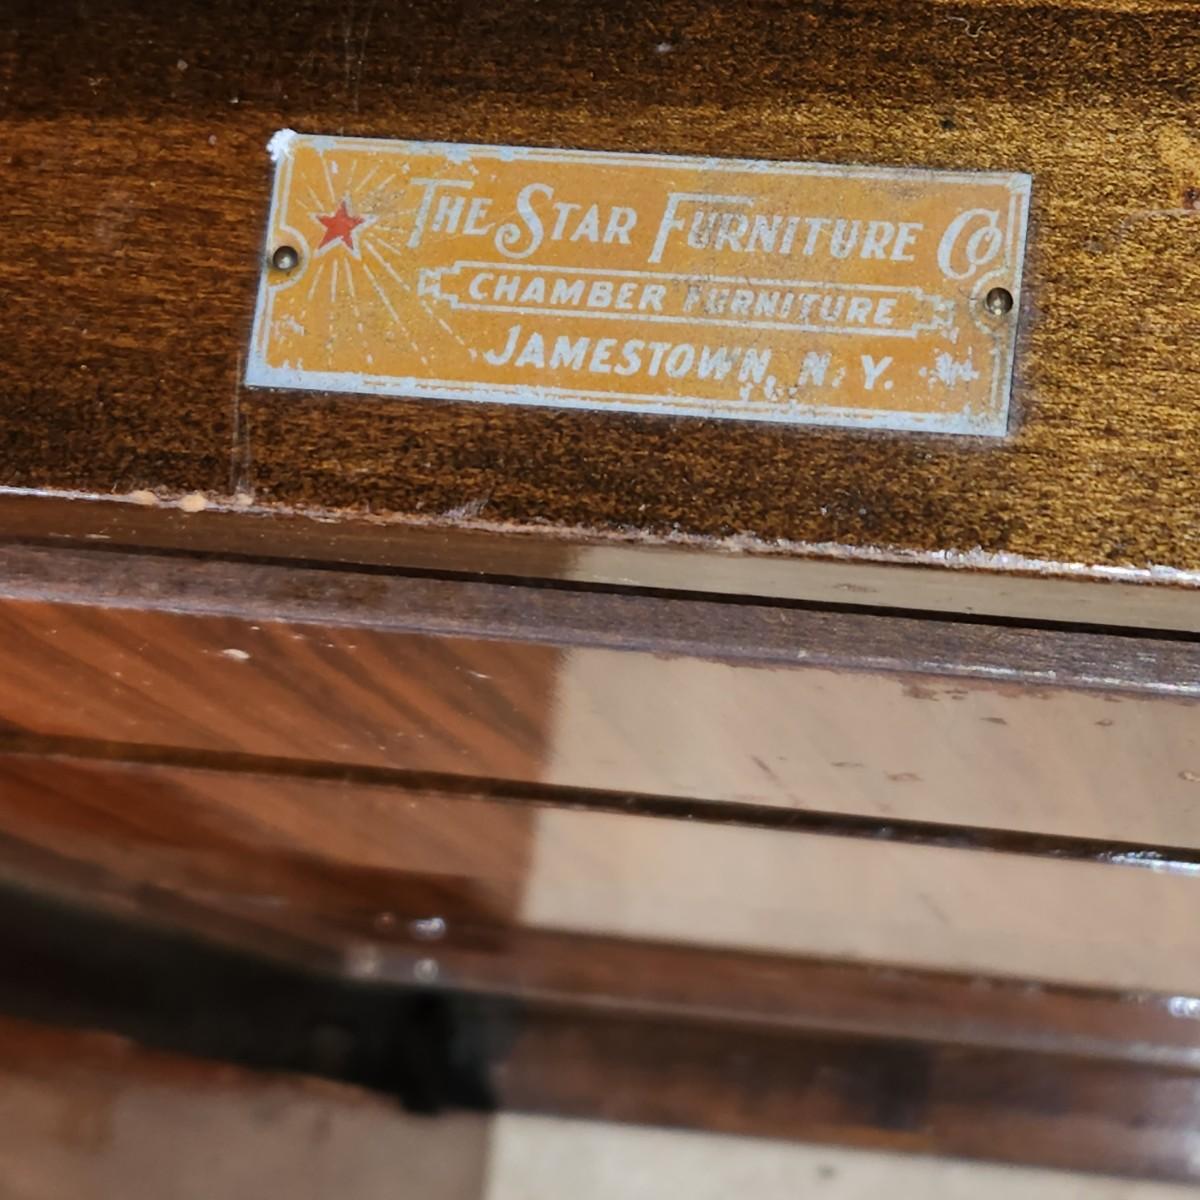 THE STAR FURNITURE CO
CHAMBER FURNITURE
JAMESTOWN, N. Y.